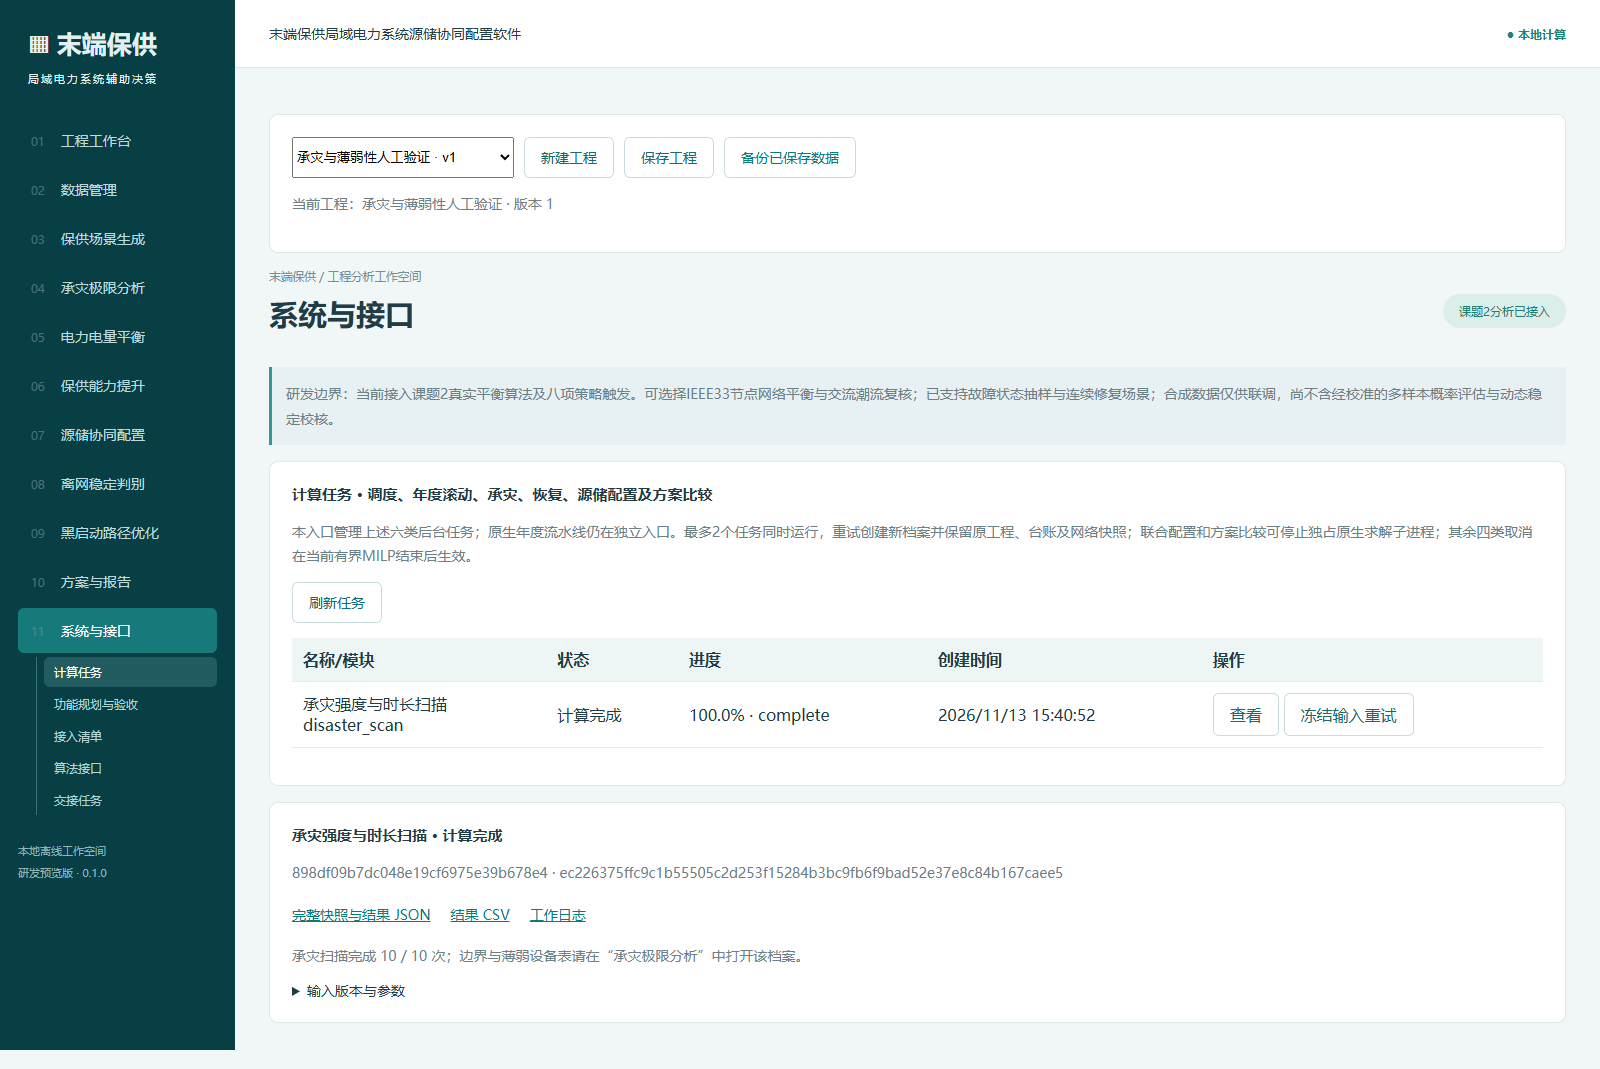 末端保供
局域电力系统辅助决策
01 工程工作台
02 数据管理
03 保供场景生成
04 承灾极限分析
05 电力电量平衡
06 保供能力提升
07 源储协同配置
08 离网稳定判别
09 黑启动路径优化
10 方案与报告
11 系统与接口
计算任务
功能规划与验收
接入清单
算法接口
交接任务
本地离线工作空间
研发预览版 · 0.1.0
末端保供局域电力系统源储协同配置软件
● 本地计算
承灾与薄弱性人工验证 · v1
新建工程
保存工程
备份已保存数据
当前工程：承灾与薄弱性人工验证 · 版本 1
末端保供 / 工程分析工作空间
系统与接口
课题2分析已接入
研发边界：当前接入课题2真实平衡算法及八项策略触发。可选择IEEE33节点网络平衡与交流潮流复核；已支持故障状态抽样与连续修复场景；合成数据仅供联调，尚不含经校准的多样本概率评估与动态稳
定校核。
计算任务 • 调度、年度滚动、承灾、恢复、源储配置及方案比较
本入口管理上述六类后台任务；原生年度流水线仍在独立入口。最多2个任务同时运行，重试创建新档案并保留原工程、台账及网络快照；联合配置和方案比较可停止独占原生求解子进程；其余四类取消
在当前有界MILP结束后生效。
刷新任务
名称/模块 状态 进度 创建时间 操作
承灾强度与时长扫描
disaster_scan
计算完成 100.0% · complete 2026/11/13 15:40:52 查看 冻结输入重试
承灾强度与时长扫描 • 计算完成
898df09b7dc048e19cf6975e39b678e4 · ec226375ffc9c1b55505c2d253f15284b3bc9fb6f9bad52e37e8c84b167caee5
完整快照与结果 JSON 结果 CSV 工作日志
承灾扫描完成 10 / 10 次；边界与薄弱设备表请在“承灾极限分析”中打开该档案。
▶ 输入版本与参数